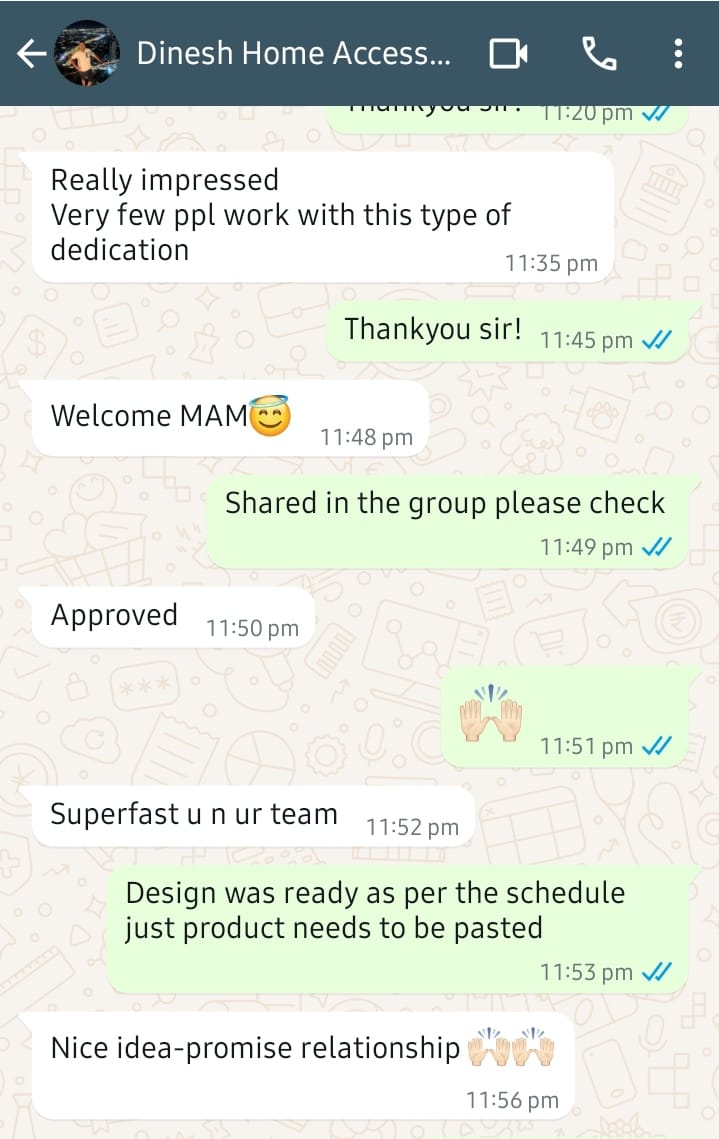 Dinesh Home Access...
Thankyou sir! 11:20 pm
Really impressed
Very few ppl work with this type of
dedication
11:35 pm
Thankyou sir! 11:45 pm
Welcome MAM😇
11:48 pm
Shared in the group please check
11:49 pm
Approved 11:50 pm
🙌🏻
11:51 pm
Superfast u n ur team 11:52 pm
Design was ready as per the schedule
just product needs to be pasted
11:53 pm
Nice idea-promise relationship 🙌🏻🙌🏻
11:56 pm